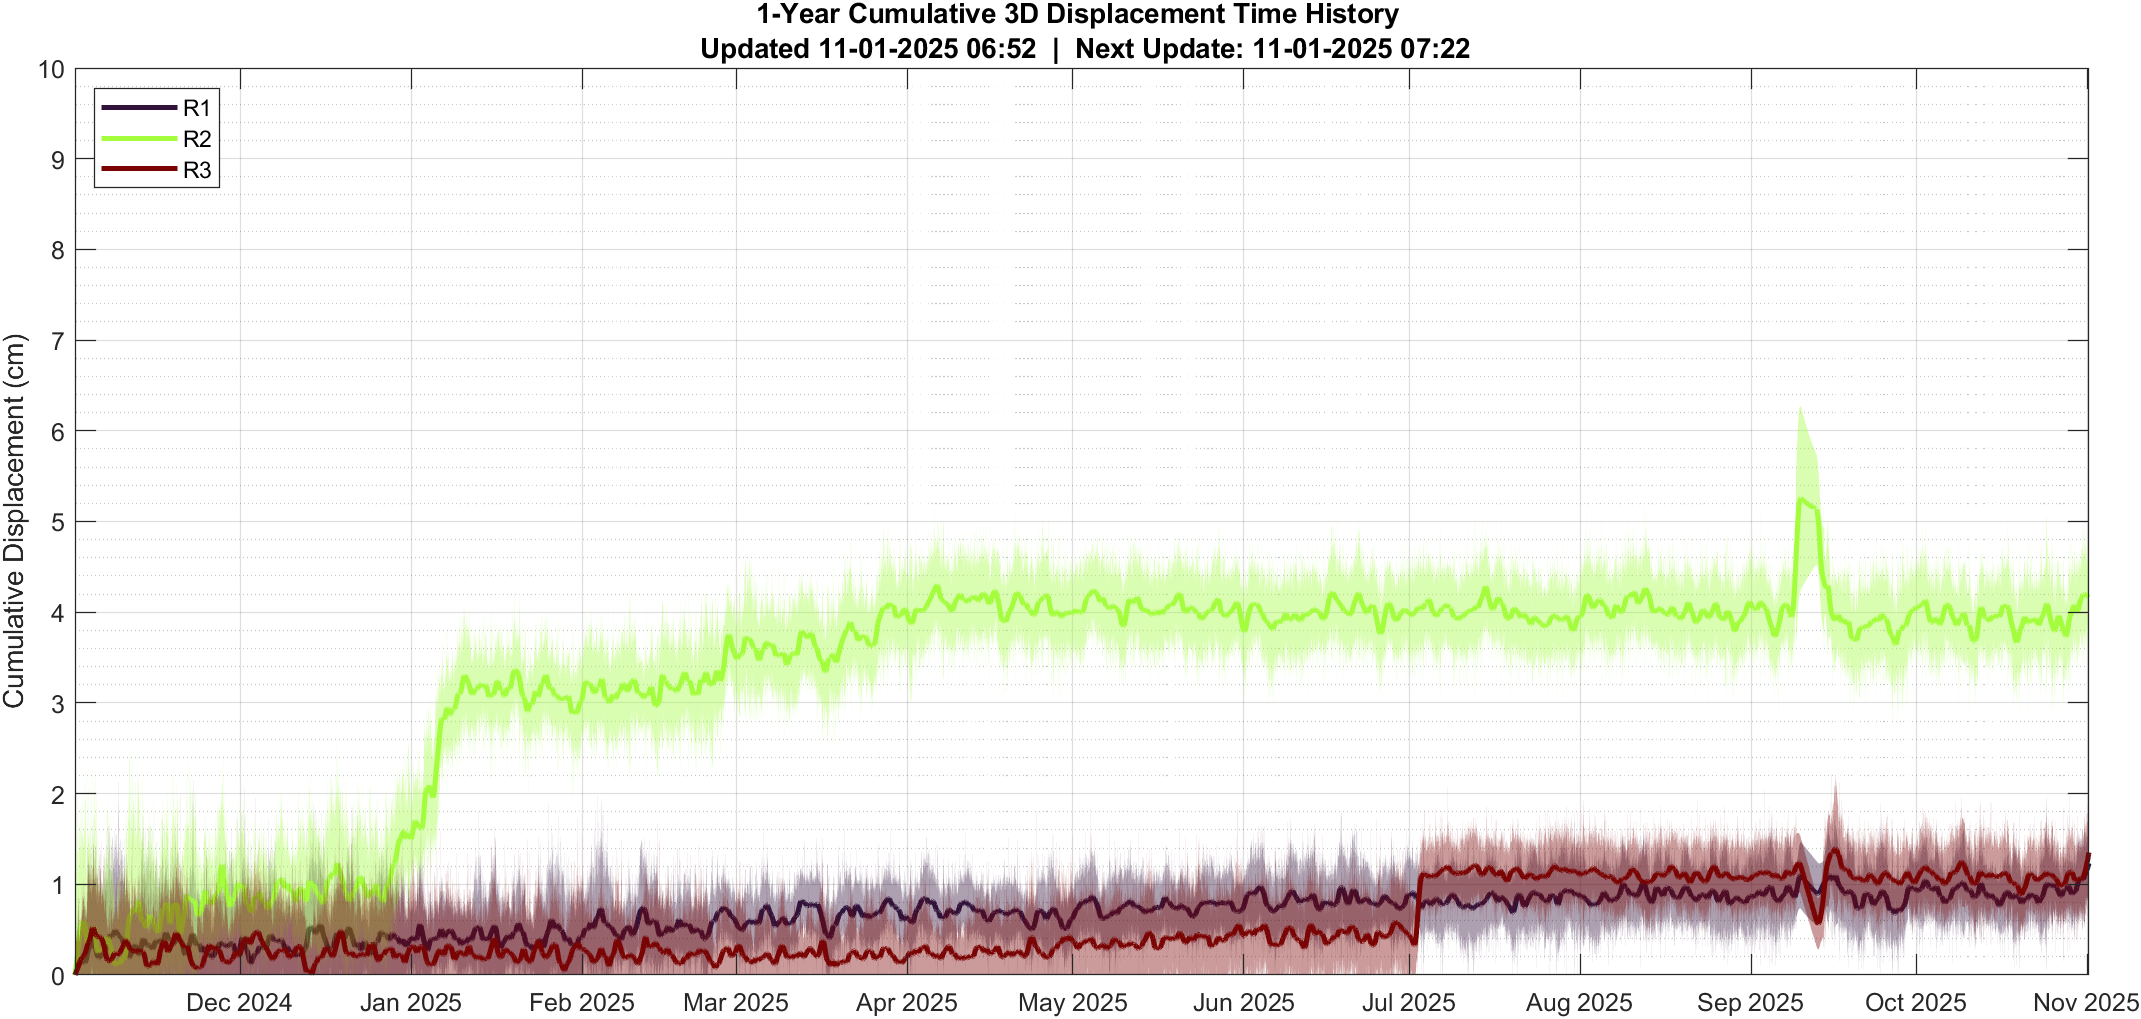 1-Year Cumulative 3D Displacement Time History
Updated 11-01-2025 06:52 | Next Update: 11-01-2025 07:22
10
9
8
7
6
5
4
3
2
1
0
Cumulative Displacement (cm)
R1
R2
R3
Dec 2024
Jan 2025
Feb 2025
Mar 2025
Apr 2025
May 2025
Jun 2025
Jul 2025
Aug 2025
Sep 2025
Oct 2025
Nov 2025